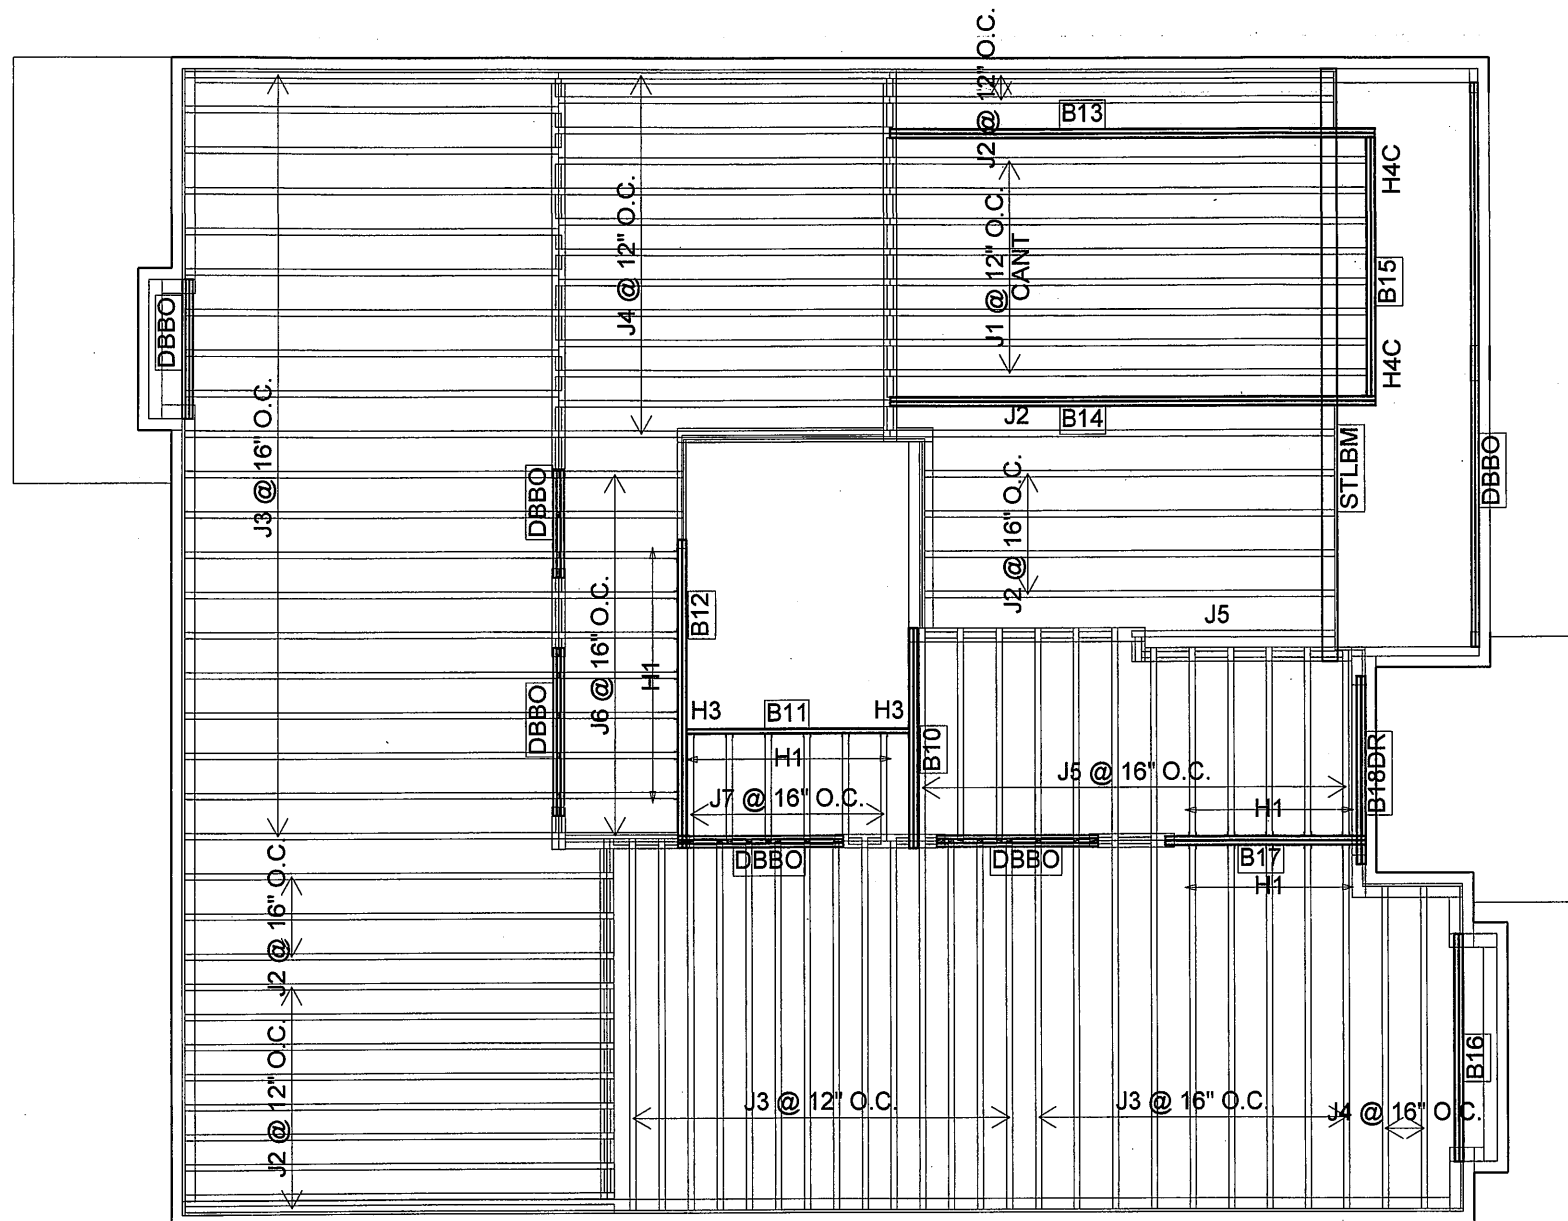 J2 @ 12" O.C.
B13
H4C
J4 @ 12" O.C.
J1 @ 12" O.C.
CANT
B15
DBBO
H4C
J3 @ 16" O.C.
J2
B14
STLBM
DBBO
DBBO
J2 @ 16" O.C.
J6 @ 16" O.C.
H1
B12
J5
DBBO
H3
B11
H3
B10
H1
J5 @ 16" O.C.
B18DR
J7 @ 16" O.C.
H1
DBBO
DBBO
B17
H1
J2 @ 16" O.C.
J2 @ 12" O.C.
J3 @ 12" O.C.
J3 @ 16" O.C.
J4 @ 16" O.C.
B16